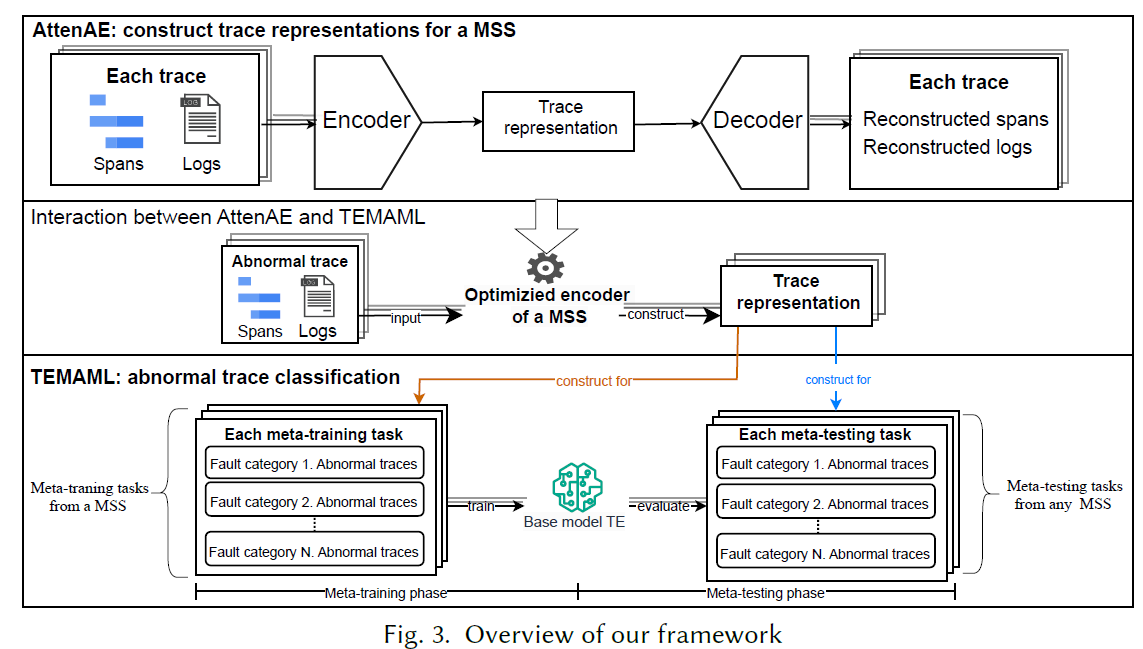 AttenAE: construct trace representations for a MSS
Each trace
LOG
Spans
Logs
Encoder
Trace
representation
Decoder
Each trace
Reconstructed spans
Reconstructed logs
Interaction between AttenAE and TEMAML
Abnormal trace
LOG
Spans
Logs
input
Optimizied encoder
of a MSS
construct
Trace
representation
TEMAML: abnormal trace classification
construct for
construct for
Meta-traning tasks
from a MSS
Each meta-training task
Fault category 1. Abnormal traces
Fault category 2. Abnormal traces
Fault category N. Abnormal traces
train
Base model TE
evaluate
Each meta-testing task
Fault category 1. Abnormal traces
Fault category 2. Abnormal traces
Fault category N. Abnormal traces
Meta-testing tasks
from any MSS
Meta-training phase
Meta-testing phase
Fig. 3. Overview of our framework